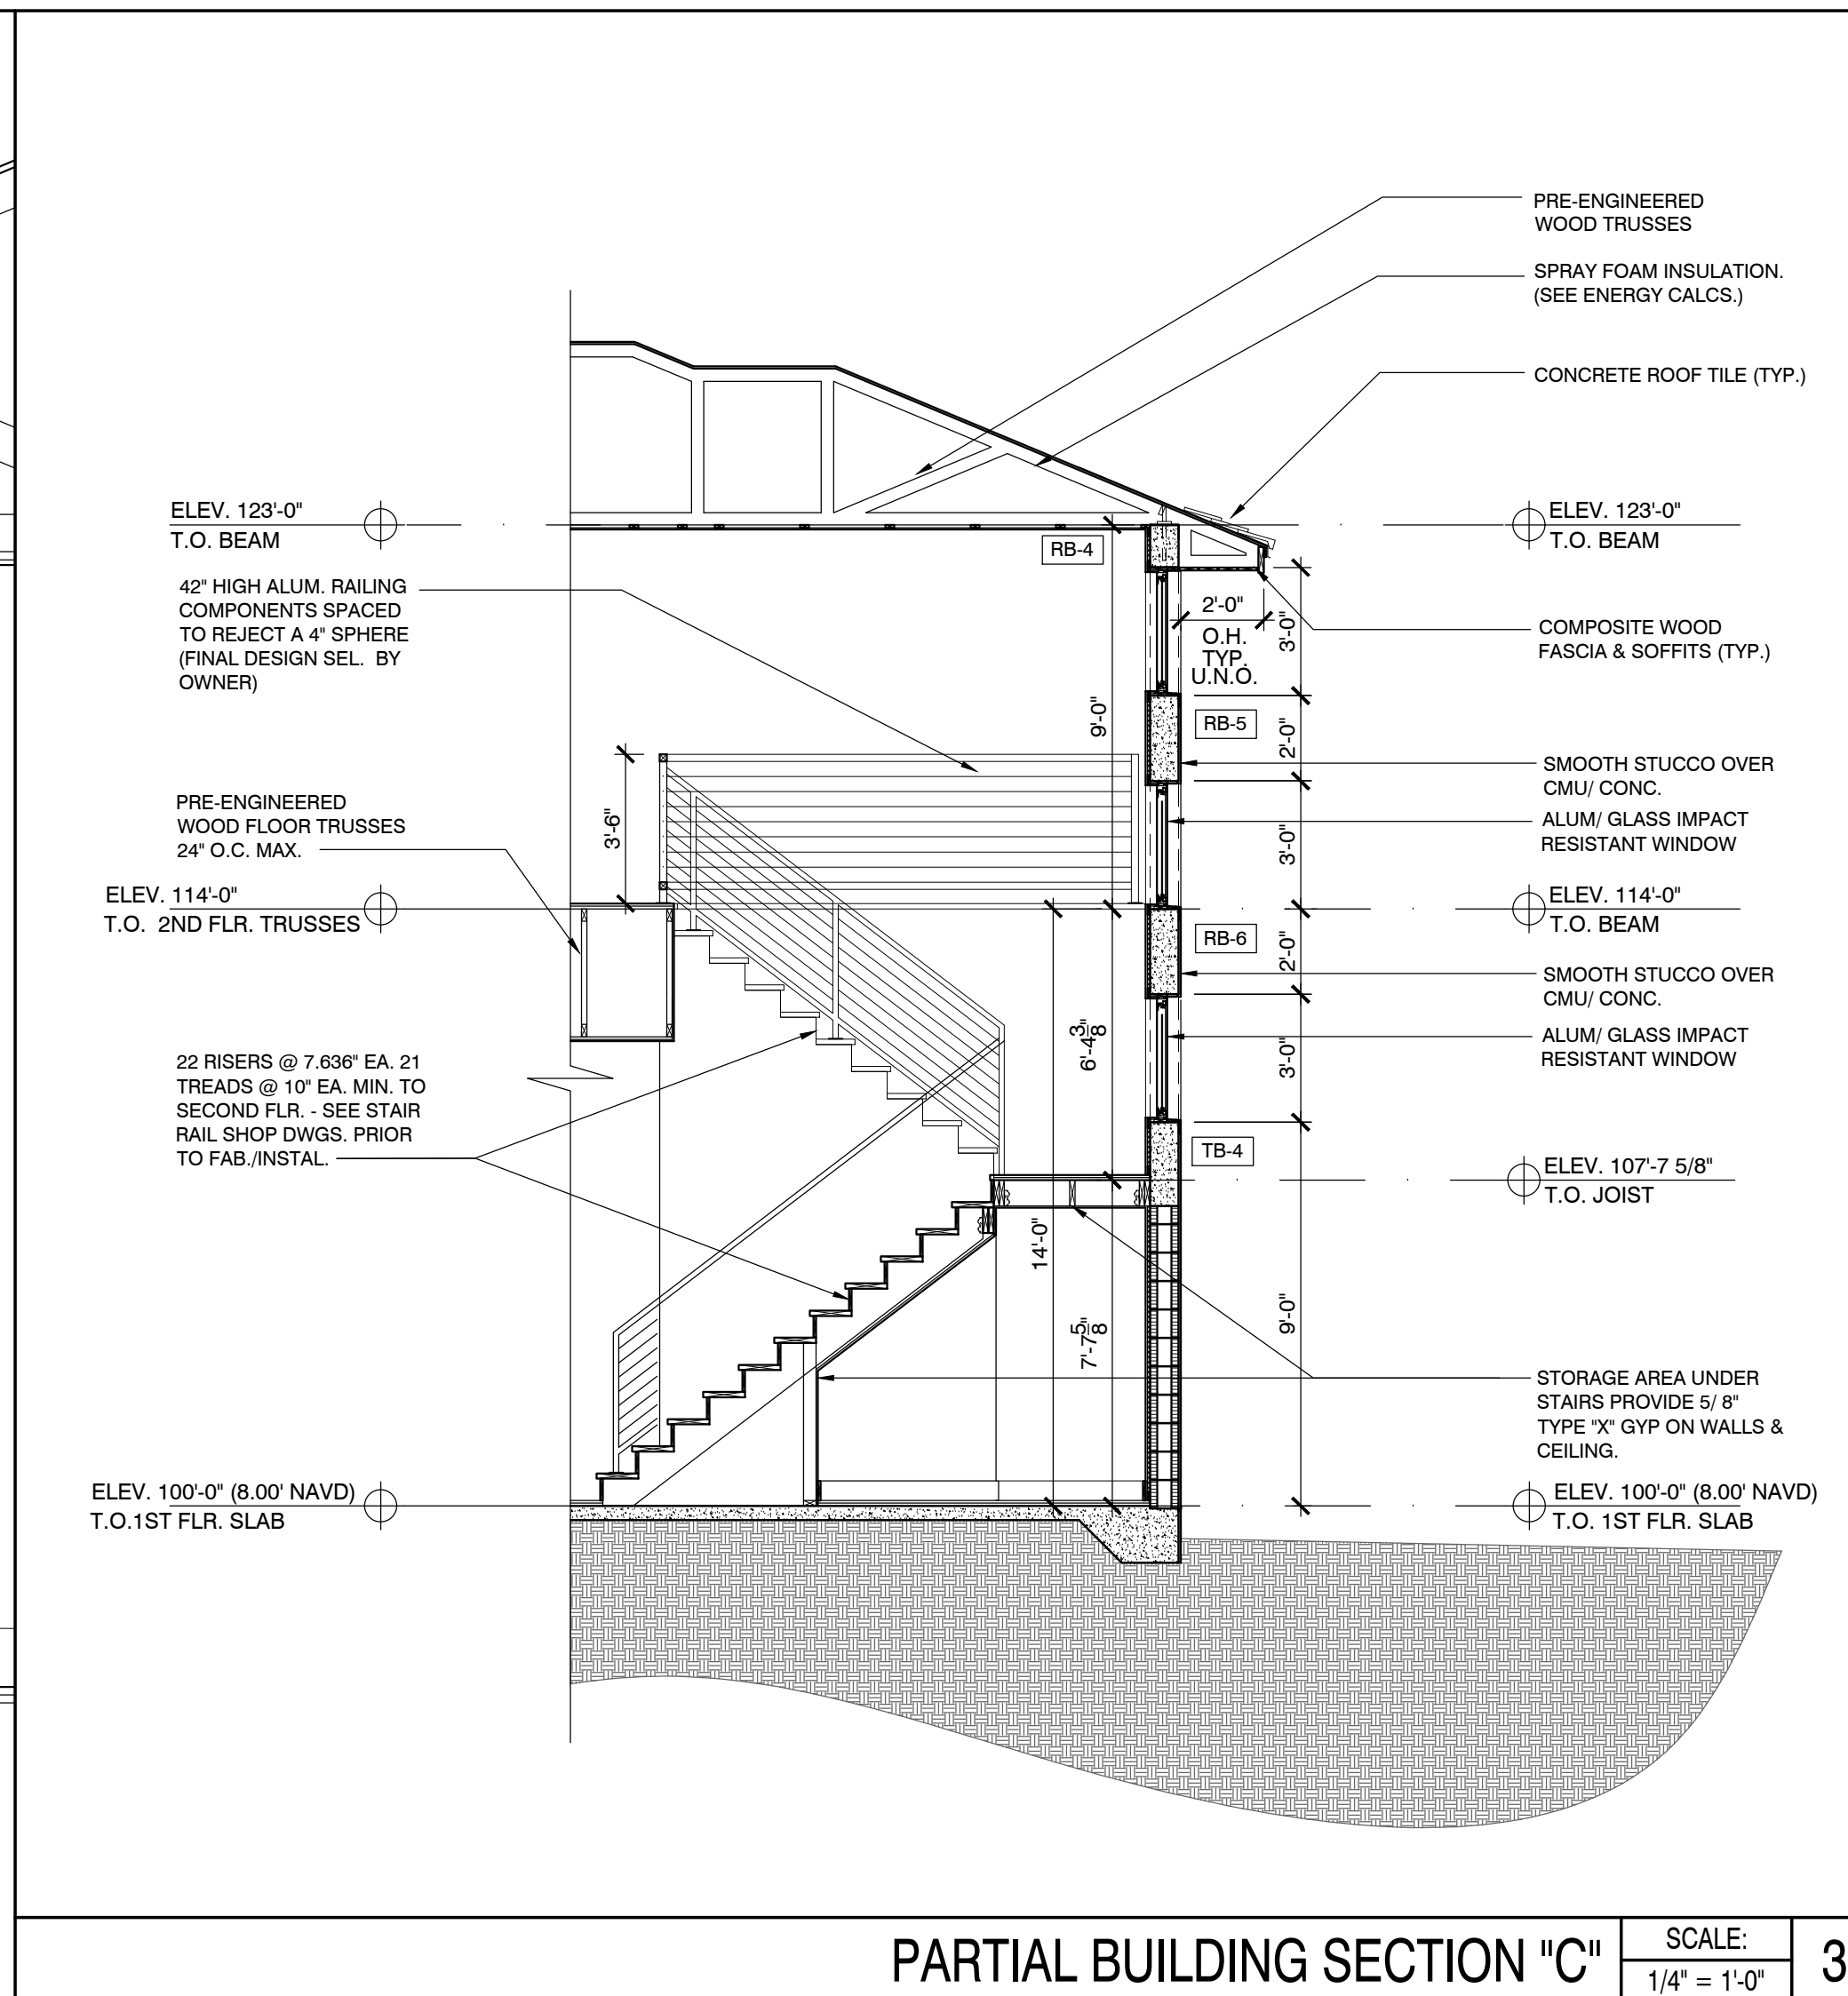 PRE-ENGINEERED
WOOD TRUSSES
SPRAY FOAM INSULATION.
(SEE ENERGY CALCS.)
CONCRETE ROOF TILE (TYP.)
ELEV. 123'-0"
T.O. BEAM
ELEV. 123'-0"
T.O. BEAM
RB-4
42" HIGH ALUM. RAILING
COMPONENTS SPACED
TO REJECT A 4" SPHERE
(FINAL DESIGN SEL. BY
OWNER)
2'-0"
O.H.
TYP.
U.N.O.
3'-0"
COMPOSITE WOOD
FASCIA & SOFFITS (TYP.)
9'-0"
RB-5
2'-0"
SMOOTH STUCCO OVER
CMU/ CONC.
PRE-ENGINEERED
WOOD FLOOR TRUSSES
24" O.C. MAX.
3'-6"
3'-0"
ALUM/ GLASS IMPACT
RESISTANT WINDOW
ELEV. 114'-0"
T.O. 2ND FLR. TRUSSES
ELEV. 114'-0"
T.O. BEAM
RB-6
2'-0"
SMOOTH STUCCO OVER
CMU/ CONC.
22 RISERS @ 7.636" EA. 21
TREADS @ 10" EA. MIN. TO
SECOND FLR. - SEE STAIR
RAIL SHOP DWGS. PRIOR
TO FAB./INSTAL.
6'-4 3/8"
3'-0"
ALUM/ GLASS IMPACT
RESISTANT WINDOW
TB-4
ELEV. 107'-7 5/8"
T.O. JOIST
14'-0"
7'-7 5/8"
9'-0"
STORAGE AREA UNDER
STAIRS PROVIDE 5/ 8"
TYPE "X" GYP ON WALLS &
CEILING.
ELEV. 100'-0" (8.00' NAVD)
T.O.1ST FLR. SLAB
ELEV. 100'-0" (8.00' NAVD)
T.O. 1ST FLR. SLAB
PARTIAL BUILDING SECTION "C"
SCALE:
1/4" = 1'-0"
3